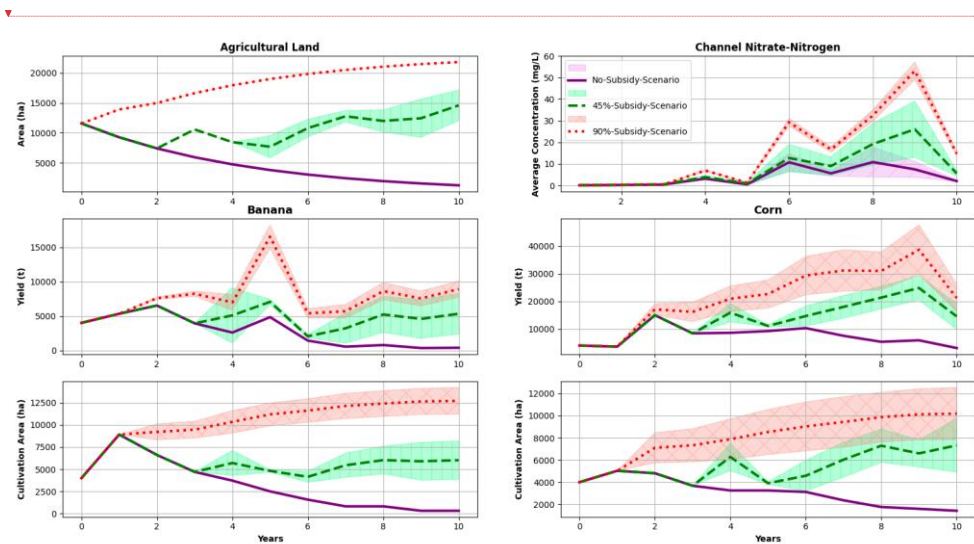 Agricultural Land
Area (ha)
20000
15000
10000
5000
0 2 4 6 8 10
Channel Nitrate-Nitrogen
Average Concentration (mg/L)
60
50
40
30
20
10
0
No-Subsidy-Scenario
45%-Subsidy-Scenario
90%-Subsidy-Scenario
2 4 6 8 10
Banana
Yield (t)
15000
10000
5000
0
0 2 4 6 8 10
Corn
Yield (t)
40000
30000
20000
10000
0 2 4 6 8 10
Cultivation Area (ha)
12500
10000
7500
5000
2500
0
0 2 4 6 8 10
Years
Cultivation Area (ha)
12000
10000
8000
6000
4000
2000
0 2 4 6 8 10
Years